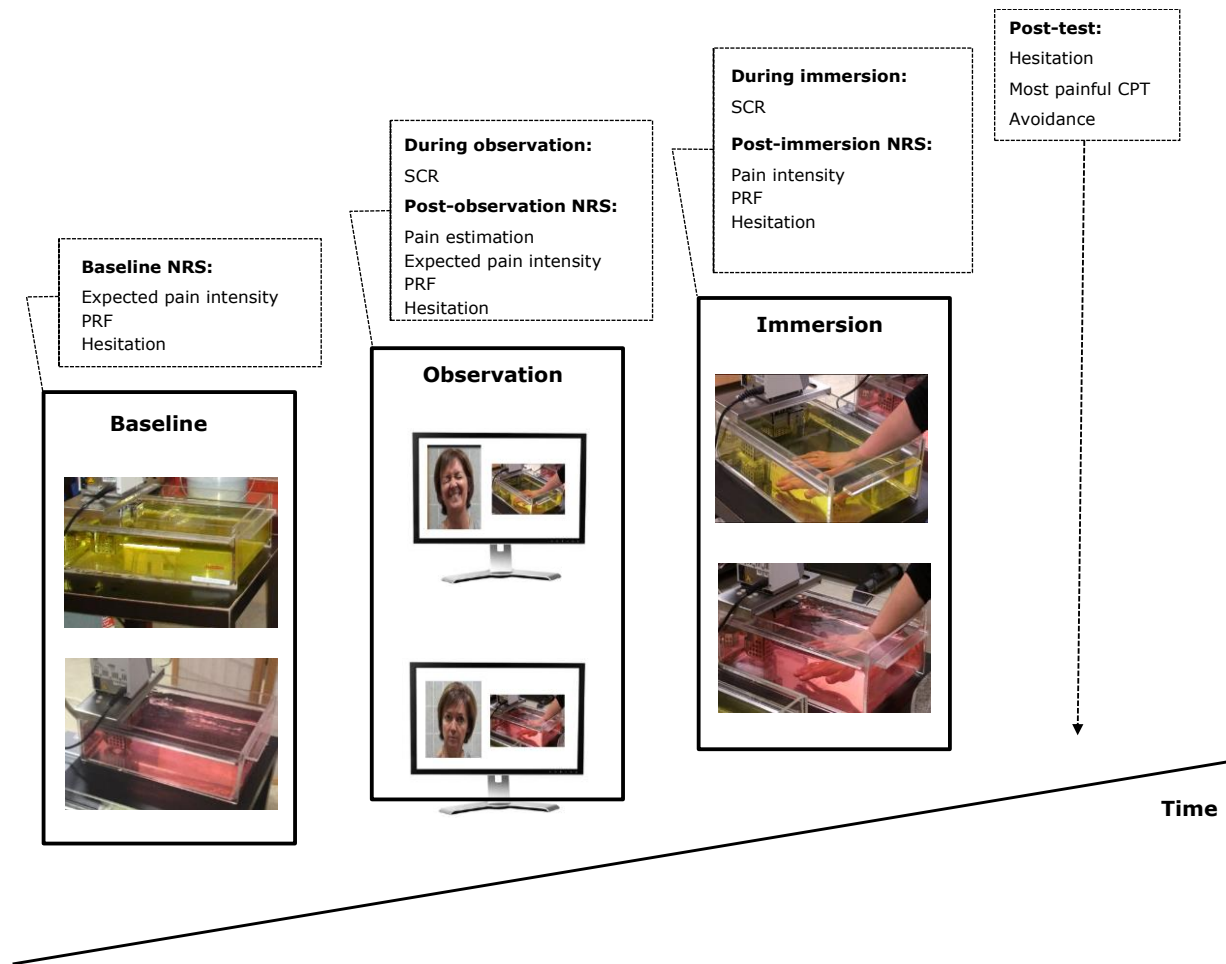 Baseline NRS:
Expected pain intensity
PRF
Hesitation
Baseline
During observation:
SCR
Post-observation NRS:
Pain estimation
Expected pain intensity
PRF
Hesitation
Observation
During immersion:
SCR
Post-immersion NRS:
Pain intensity
PRF
Hesitation
Immersion
Post-test:
Hesitation
Most painful CPT
Avoidance
Time